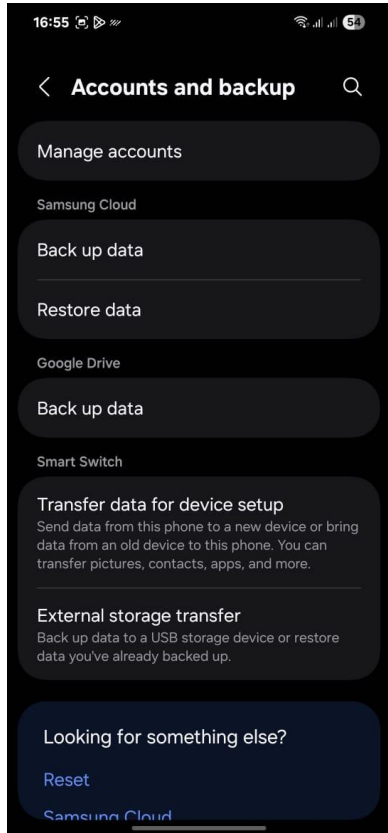 16:55
54
Accounts and backup
Manage accounts
Samsung Cloud
Back up data
Restore data
Google Drive
Back up data
Smart Switch
Transfer data for device setup
Send data from this phone to a new device or bring
data from an old device to this phone. You can
transfer pictures, contacts, apps, and more.
External storage transfer
Back up data to a USB storage device or restore
data you've already backed up.
Looking for something else?
Reset
Samsung Cloud